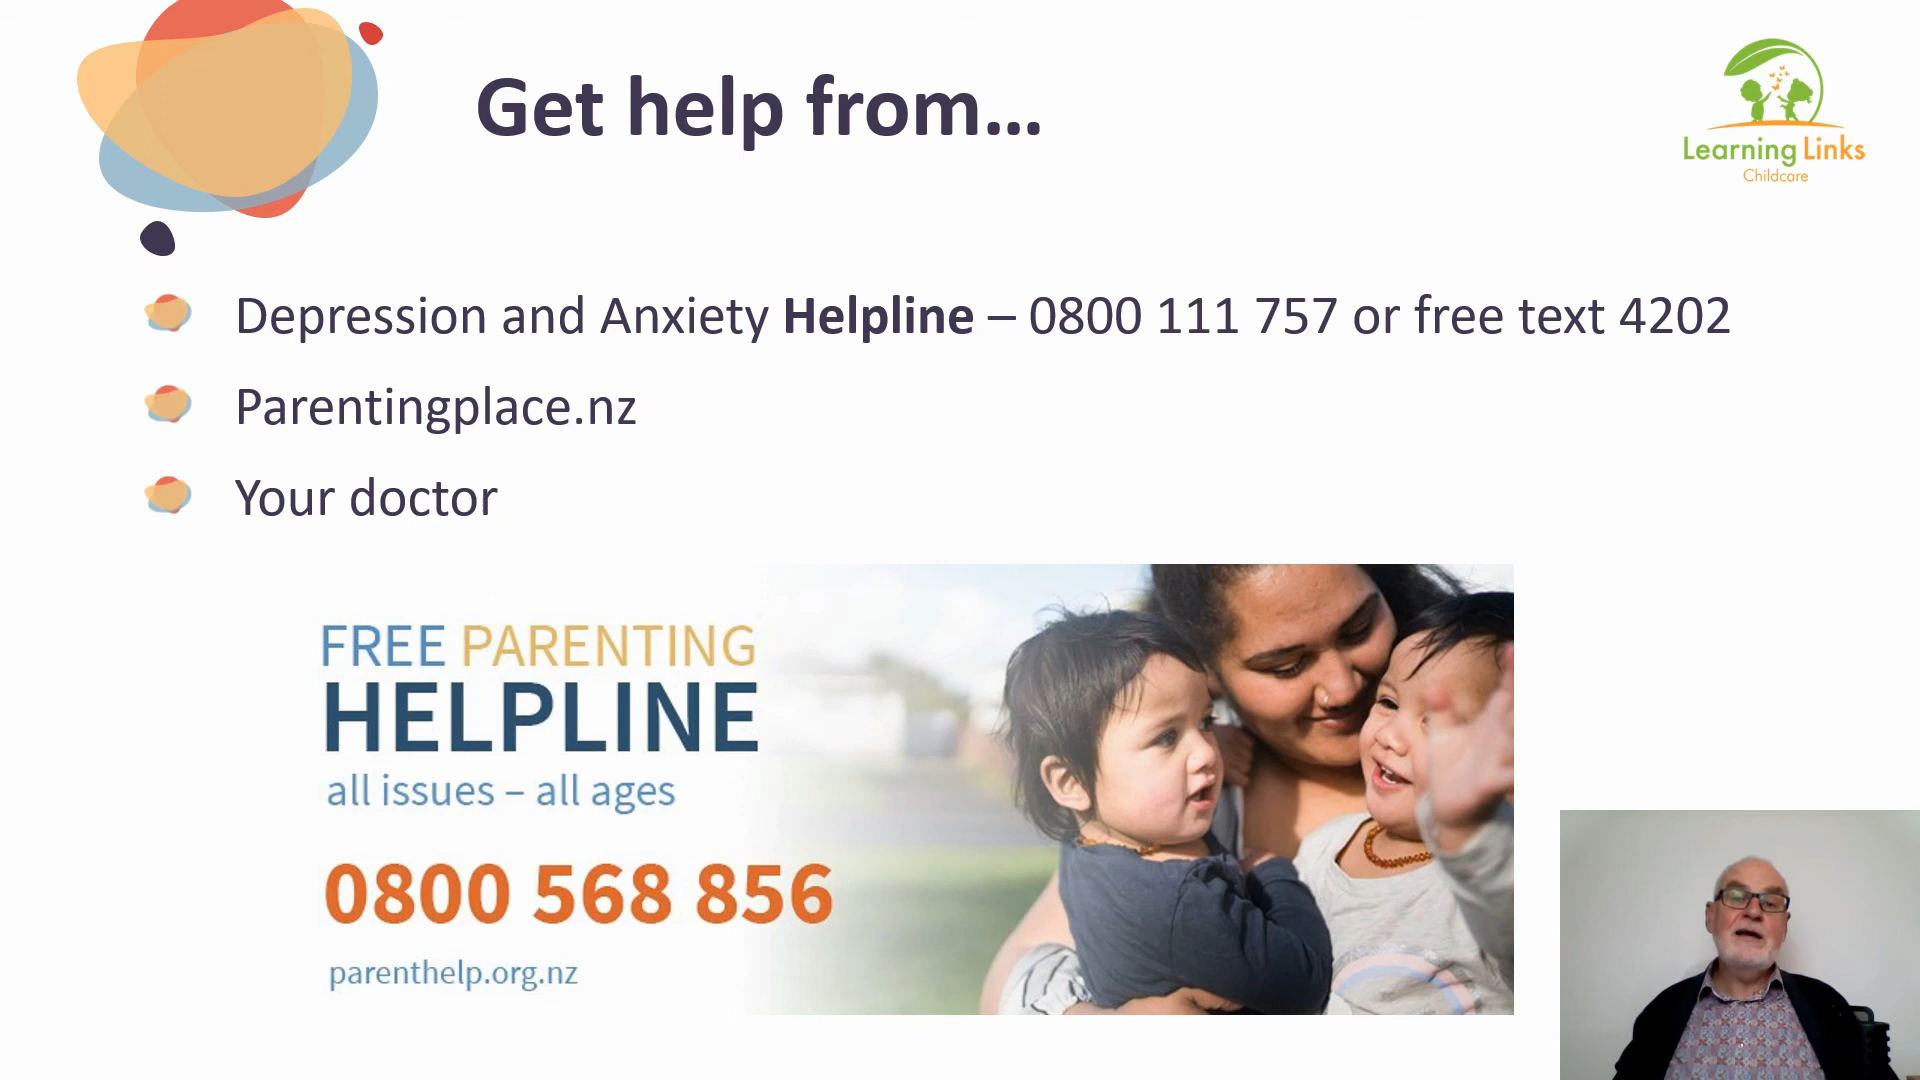 Get help from...
Learning Links
Childcare
Depression and Anxiety Helpline – 0800 111 757 or free text 4202
Parentingplace.nz
Your doctor
FREE PARENTING
HELPLINE
all issues – all ages
0800 568 856
parenthelp.org.nz